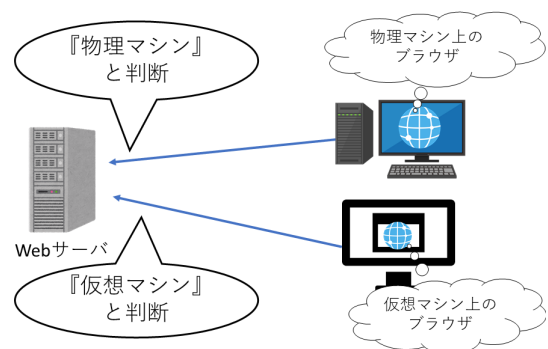 『物理マシン』
と判断
物理マシン上の
ブラウザ
Webサーバ
『仮想マシン』
と判断
仮想マシン上の
ブラウザ